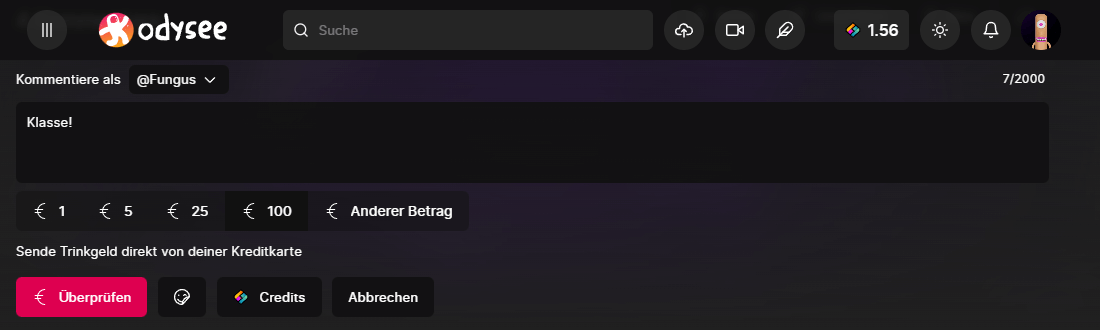 odysee
Suche
1.56
Kommentiere als
@Fungus
7/2000
Klasse!
€ 1
€ 5
€ 25
€ 100
€ Anderer Betrag
Sende Trinkgeld direkt von deiner Kreditkarte
€ Überprüfen
Credits
Abbrechen